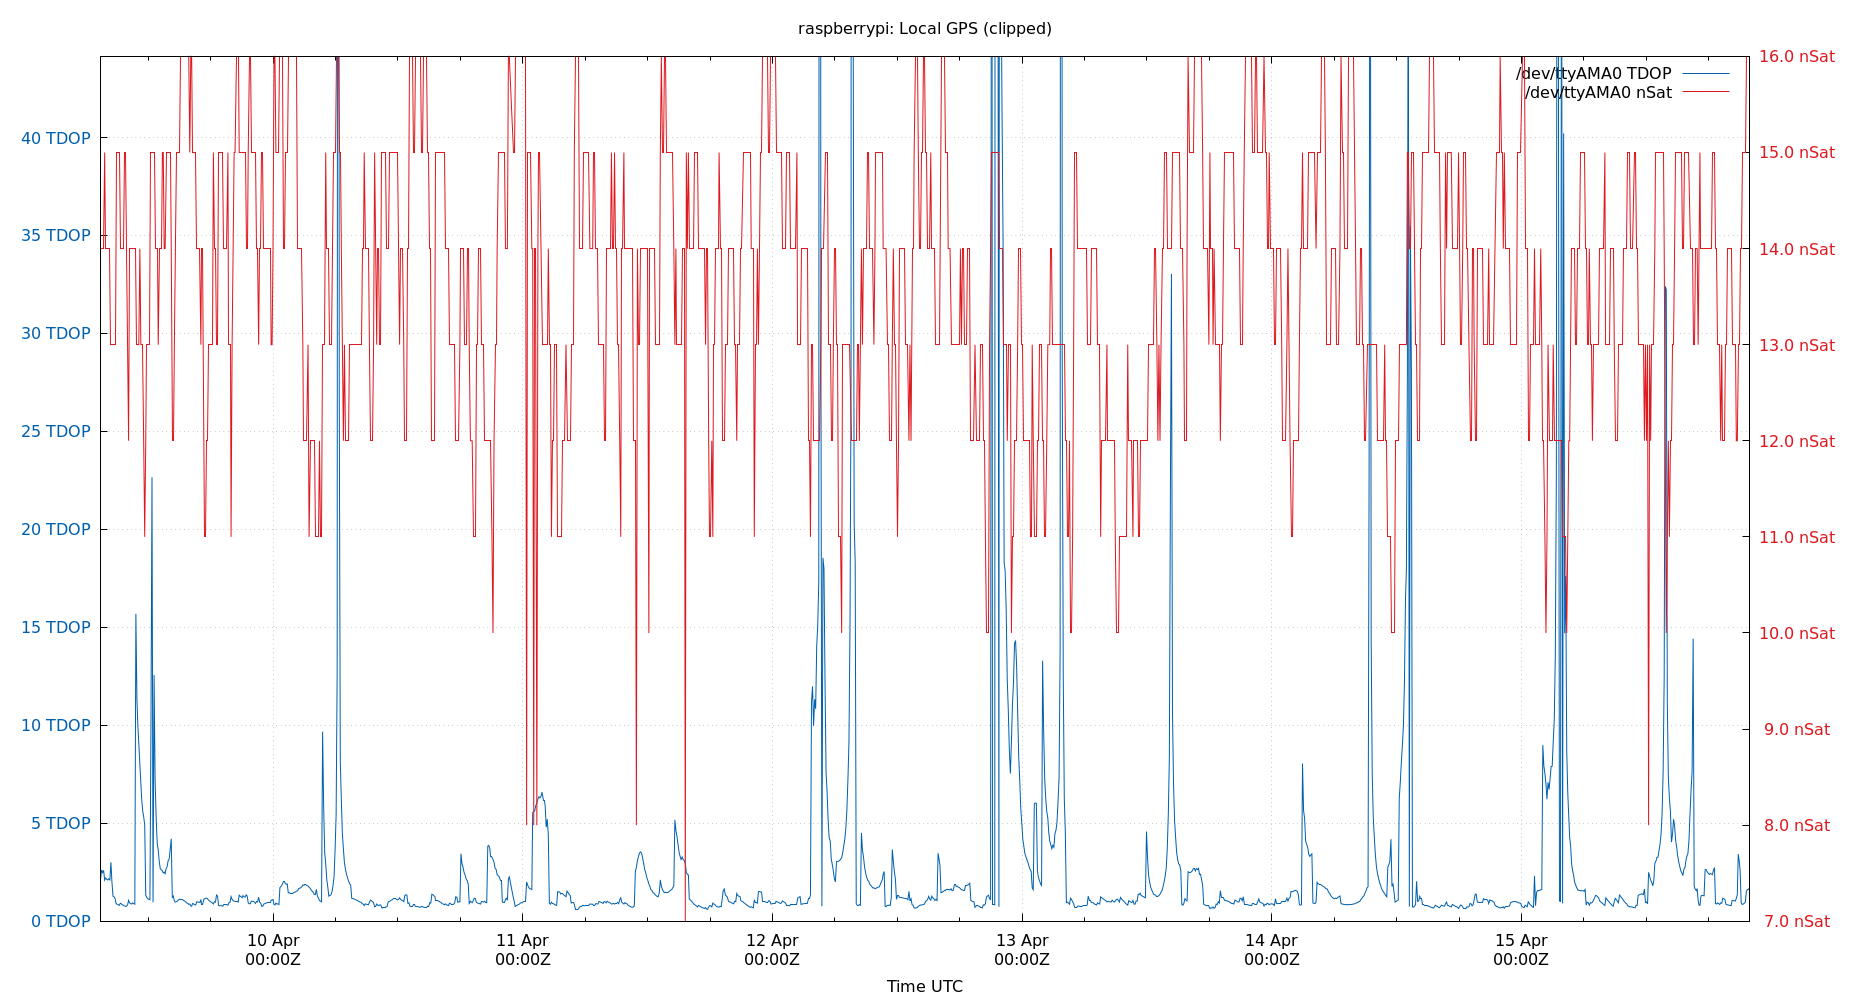 raspberrypi: Local GPS (clipped)
16.0 nSat
/dev/ttyAMA0 TDOP
/dev/ttyAMA0 nSat
40 TDOP
15.0 nSat
35 TDOP
14.0 nSat
30 TDOP
13.0 nSat
25 TDOP
12.0 nSat
20 TDOP
11.0 nSat
15 TDOP
10.0 nSat
10 TDOP
9.0 nSat
5 TDOP
8.0 nSat
0 TDOP
7.0 nSat
10 Apr 11 Apr 12 Apr 13 Apr 14 Apr 15 Apr
00:00Z 00:00Z 00:00Z 00:00Z 00:00Z 00:00Z
Time UTC